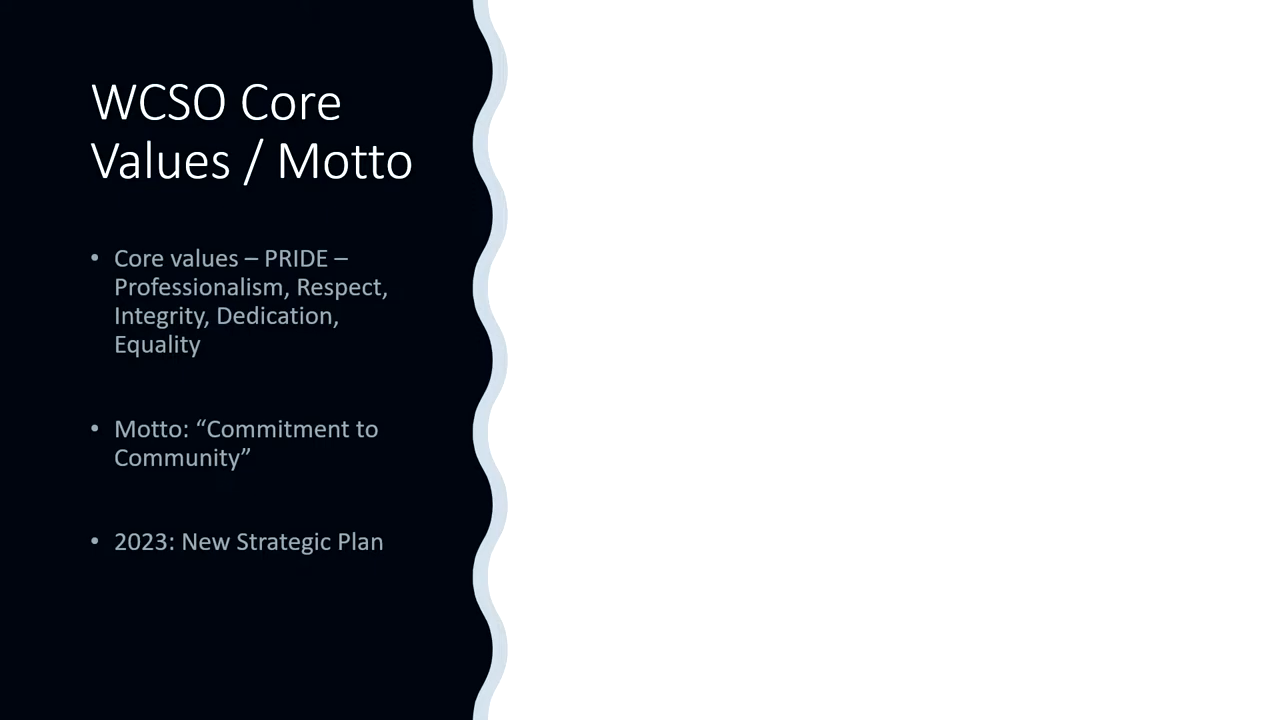 WCSO Core
Values / Motto
• Core values – PRIDE –
Professionalism, Respect,
Integrity, Dedication,
Equality
• Motto: “Commitment to
Community”
• 2023: New Strategic Plan